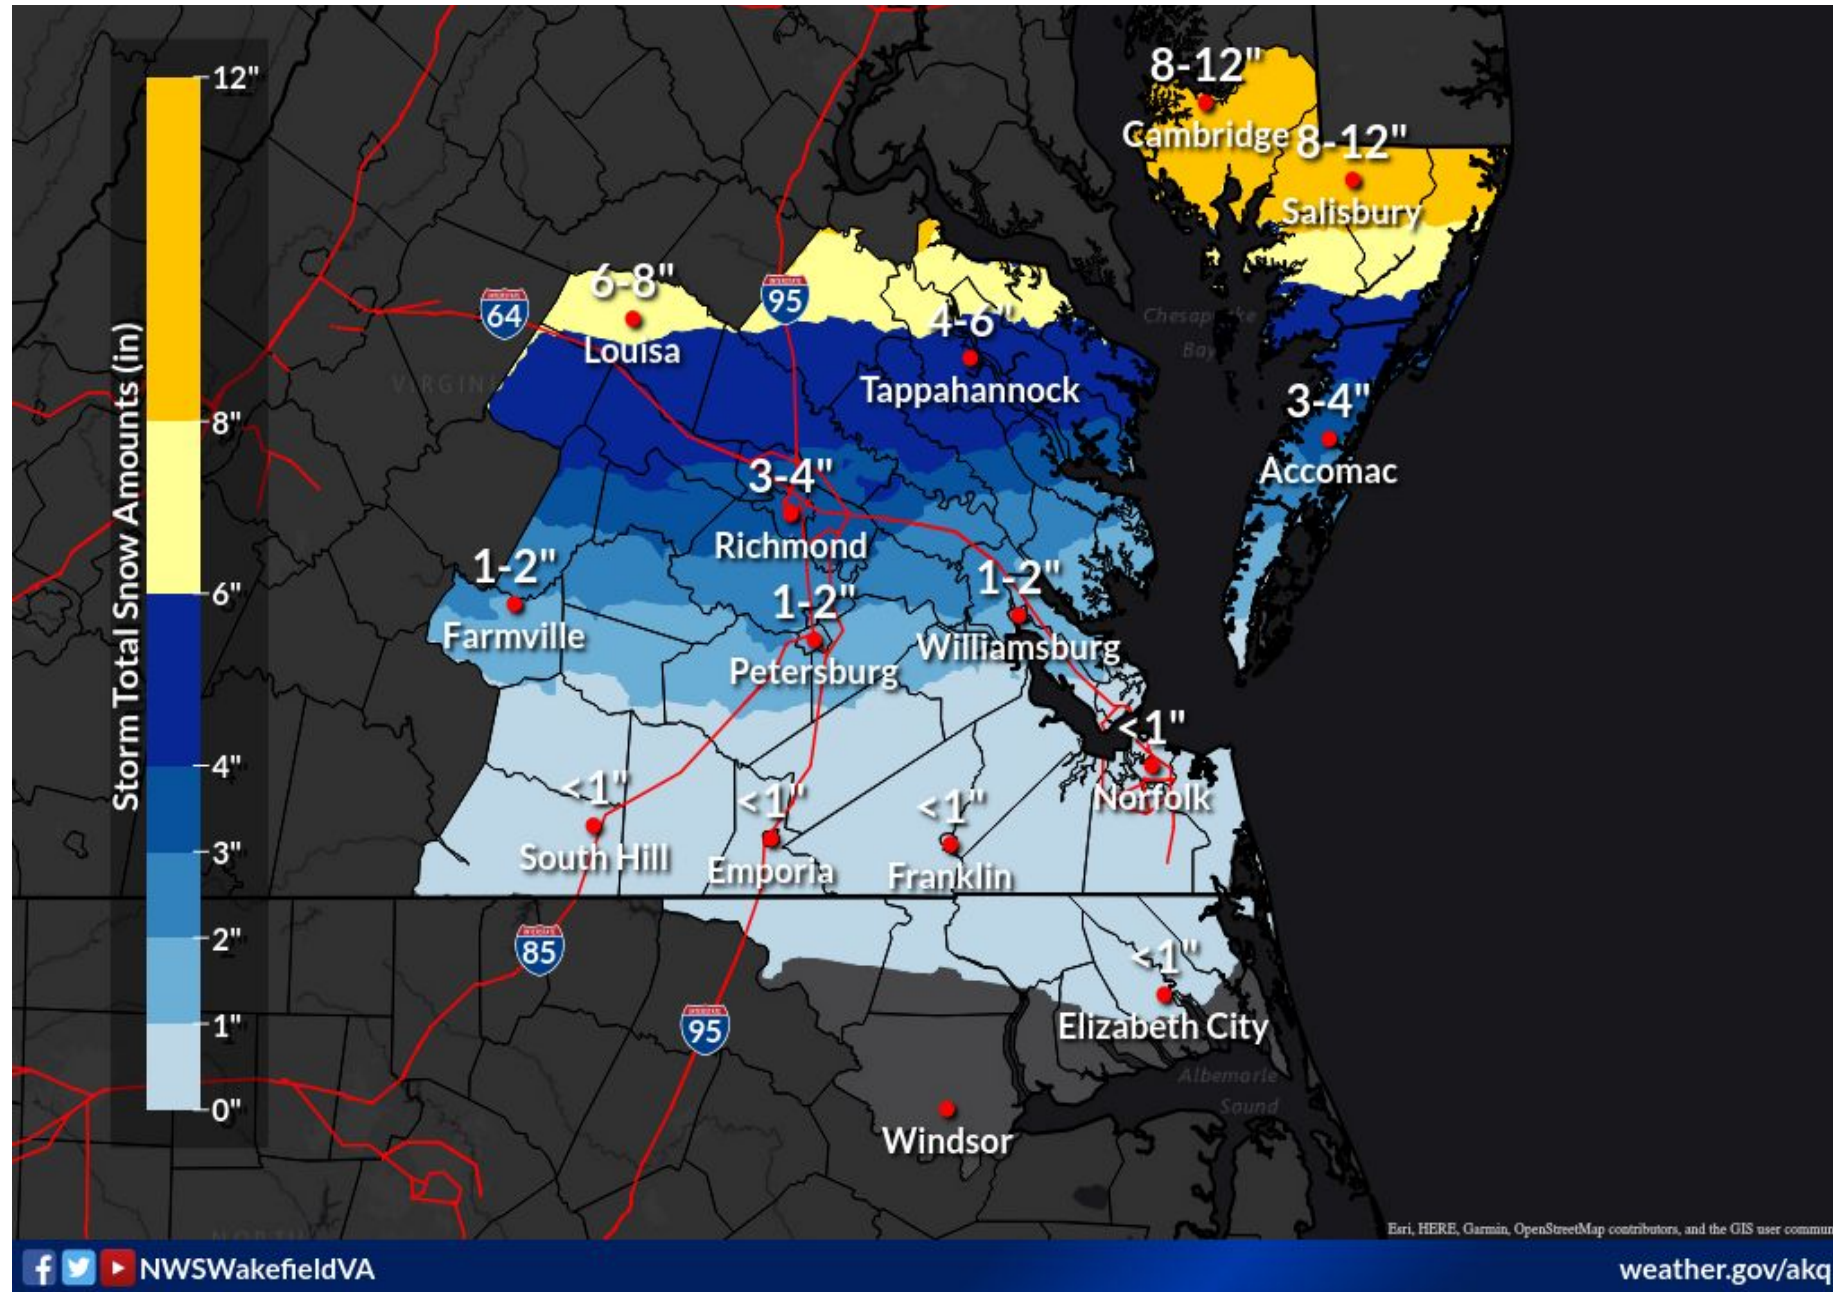 12"
8"
6"
4"
3"
2"
1"
0"
Storm Total Snow Amounts (in)
8-12"
Cambridge
8-12"
Salisbury
6-8"
Louisa
64
95
4-6"
Tappahannock
Chesapeake
Bay
VIRGINI
3-4"
Accomac
3-4"
Richmond
1-2"
Farmville
1-2"
Petersburg
1-2"
Williamsburg
<1"
Norfolk
<1"
South Hill
<1"
Emporia
<1"
Franklin
85
95
<1"
Elizabeth City
Albemarle
Sound
Windsor
NORTH
Esri, HERE, Garmin, OpenStreetMap contributors, and the GIS user commun
NWSWakefieldVA
weather.gov/akq